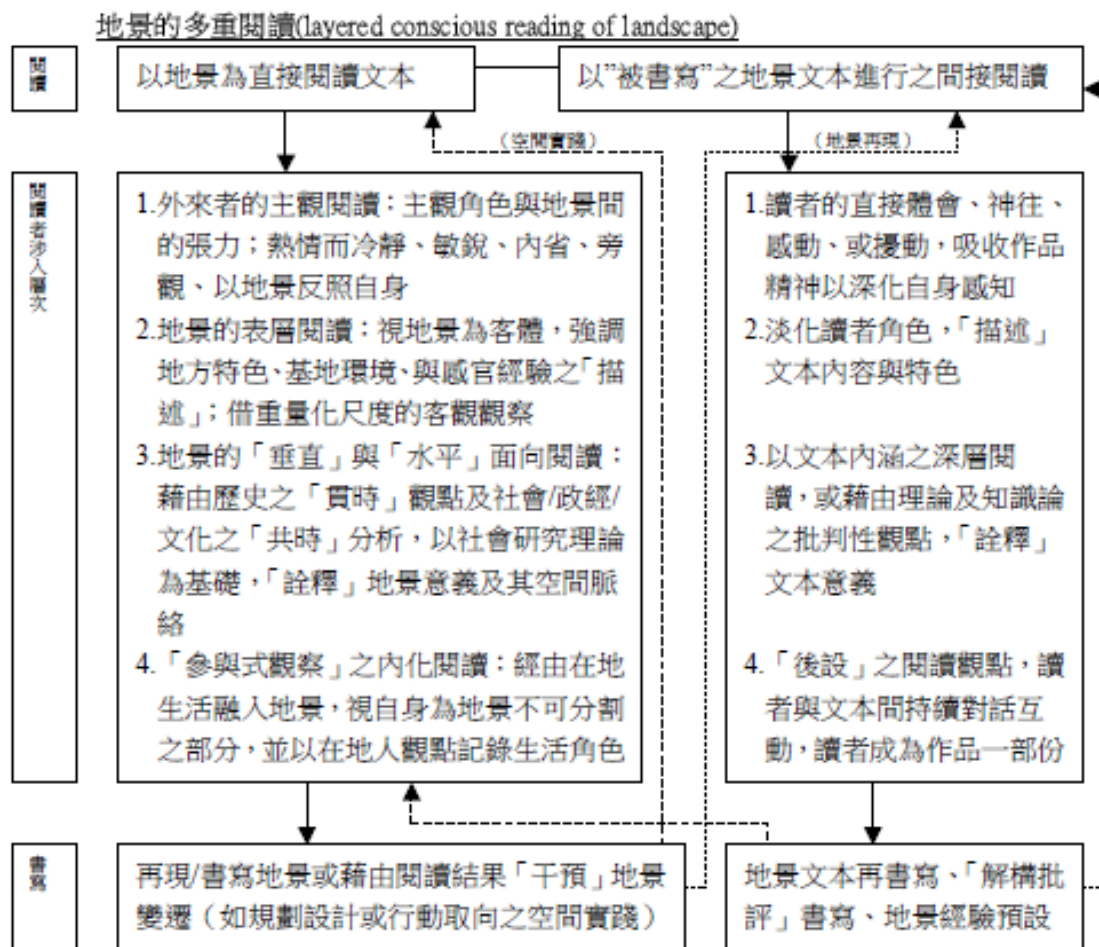 地景的多重閱讀(layered conscious reading of landscape)
閱讀
以地景為直接閱讀文本
以"被書寫"之地景文本進行之間接閱讀
(空間實踐)
(地景再現)
閱讀者涉入層次
1.外來者的主觀閱讀：主觀角色與地景間
的張力；熱情而冷靜、敏銳、內省、旁
觀、以地景反照自身
2.地景的表層閱讀：視地景為客體，強調
地方特色、基地環境、與感官經驗之「描
述」；借重量化尺度的客觀觀察
3.地景的「垂直」與「水平」面向閱讀：
藉由歷史之「貫時」觀點及社會/政經/
文化之「共時」分析，以社會研究理論
為基礎，「詮釋」地景意義及其空間脈
絡
4.「參與式觀察」之內化閱讀：經由在地
生活融入地景，視自身為地景不可分割
之部分，並以在地人觀點記錄生活角色
1.讀者的直接體會、神往、
感動、或擾動，吸收作品
精神以深化自身感知
2.淡化讀者角色，「描述」
文本內容與特色
3.以文本內涵之深層閱
讀，或藉由理論及知識論
之批判性觀點，「詮釋」
文本意義
4.「後設」之閱讀觀點，讀
者與文本間持續對話互
動，讀者成為作品一部份
書寫
再現/書寫地景或藉由閱讀結果「干預」地景
變遷（如規劃設計或行動取向之空間實踐）
地景文本再書寫、「解構批
評」書寫、地景經驗預設